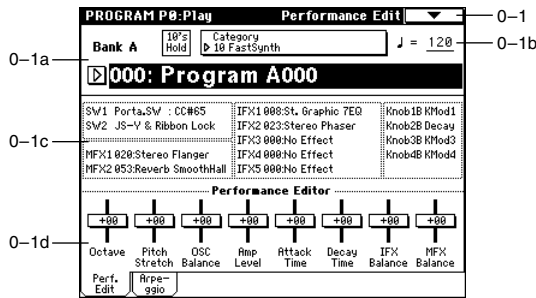 PROGRAM P0:Play Performance Edit
0–1
Bank A
10's Hold
Category
10 FastSynth
♩ = 120
0–1b
0–1a
000: Program A000
SW1 Porta.SW :CC#65
SW2 JS-Y & Ribbon Lock
MFX1 020:Stereo Flanger
MFX2 053:Reverb SmoothHall
IFX1 008:St. Graphic 7EQ
IFX2 023:Stereo Phaser
IFX3 000:No Effect
IFX4 000:No Effect
IFX5 000:No Effect
Knob1B KMod1
Knob2B Decay
Knob3B KMod3
Knob4B KMod4
0–1c
Performance Editor
+00 +00 +00 +00 +00 +00 +00 +00
0–1d
Octave
Pitch Stretch
OSC Balance
Amp Level
Attack Time
Decay Time
IFX Balance
MFX Balance
Perf. Edit
Arpe- ggio